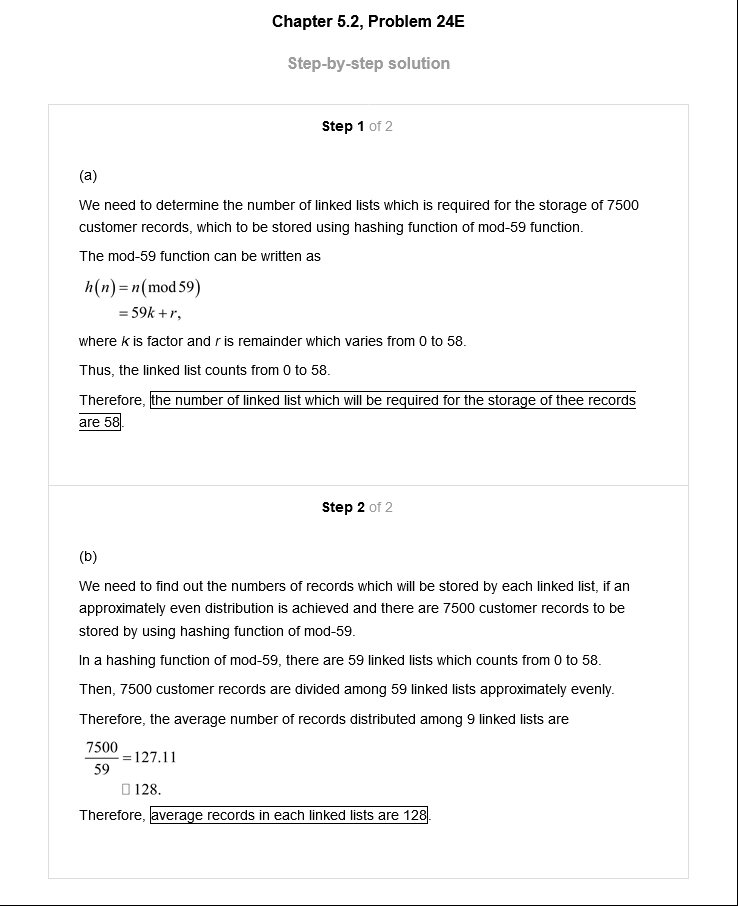 Chapter 5.2, Problem 24E
Step-by-step solution
Step 1 of 2
(a)
We need to determine the number of linked lists which is required for the storage of 7500
customer records, which to be stored using hashing function of mod-59 function.
The mod-59 function can be written as
h(n) = n(mod 59)
= 59k + r,
where k is factor and r is remainder which varies from 0 to 58.
Thus, the linked list counts from 0 to 58.
Therefore, the number of linked list which will be required for the storage of thee records
are 58.
Step 2 of 2
(b)
We need to find out the numbers of records which will be stored by each linked list, if an
approximately even distribution is achieved and there are 7500 customer records to be
stored by using hashing function of mod-59.
In a hashing function of mod-59, there are 59 linked lists which counts from 0 to 58.
Then, 7500 customer records are divided among 59 linked lists approximately evenly.
Therefore, the average number of records distributed among 9 linked lists are
7500/59 = 127.11
□ 128.
Therefore, average records in each linked lists are 128.